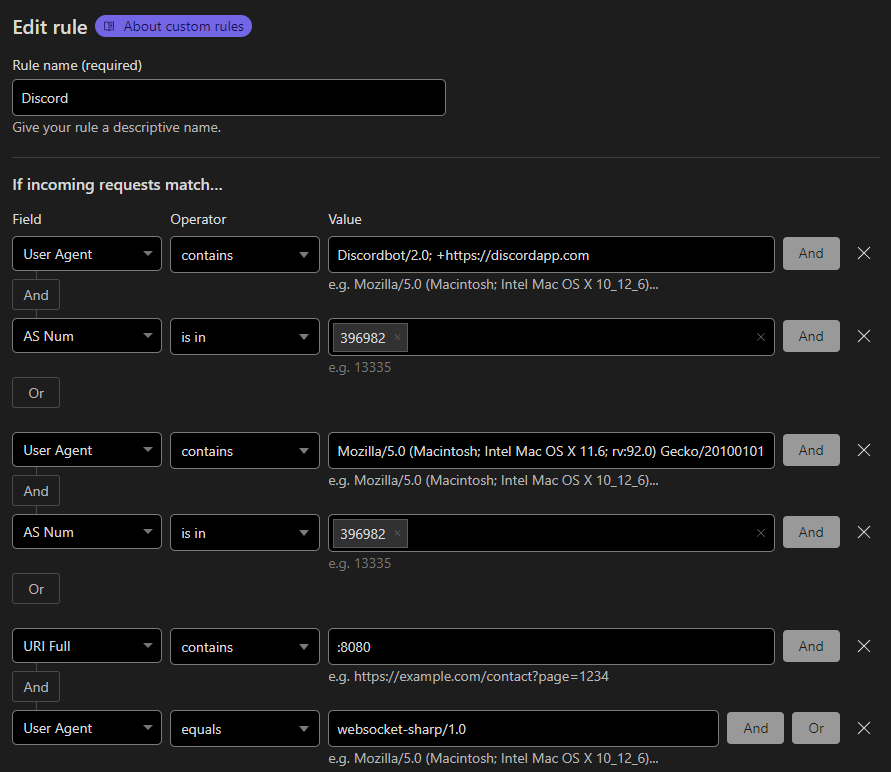 Edit rule About custom rules
Rule name (required)
Discord
Give your rule a descriptive name.
If incoming requests match...
Field Operator Value
User Agent contains Discordbot/2.0; +https://discordapp.com And
e.g. Mozilla/5.0 (Macintosh; Intel Mac OS X 10_12_6)...
And
AS Num is in 396982 × × And
e.g. 13335
Or
User Agent contains Mozilla/5.0 (Macintosh; Intel Mac OS X 11.6; rv:92.0) Gecko/20100101 And
e.g. Mozilla/5.0 (Macintosh; Intel Mac OS X 10_12_6)...
And
AS Num is in 396982 × × And
e.g. 13335
Or
URI Full contains :8080 And
e.g. https://example.com/contact?page=1234
And
User Agent equals websocket-sharp/1.0 And Or
e.g. Mozilla/5.0 (Macintosh; Intel Mac OS X 10_12_6)...